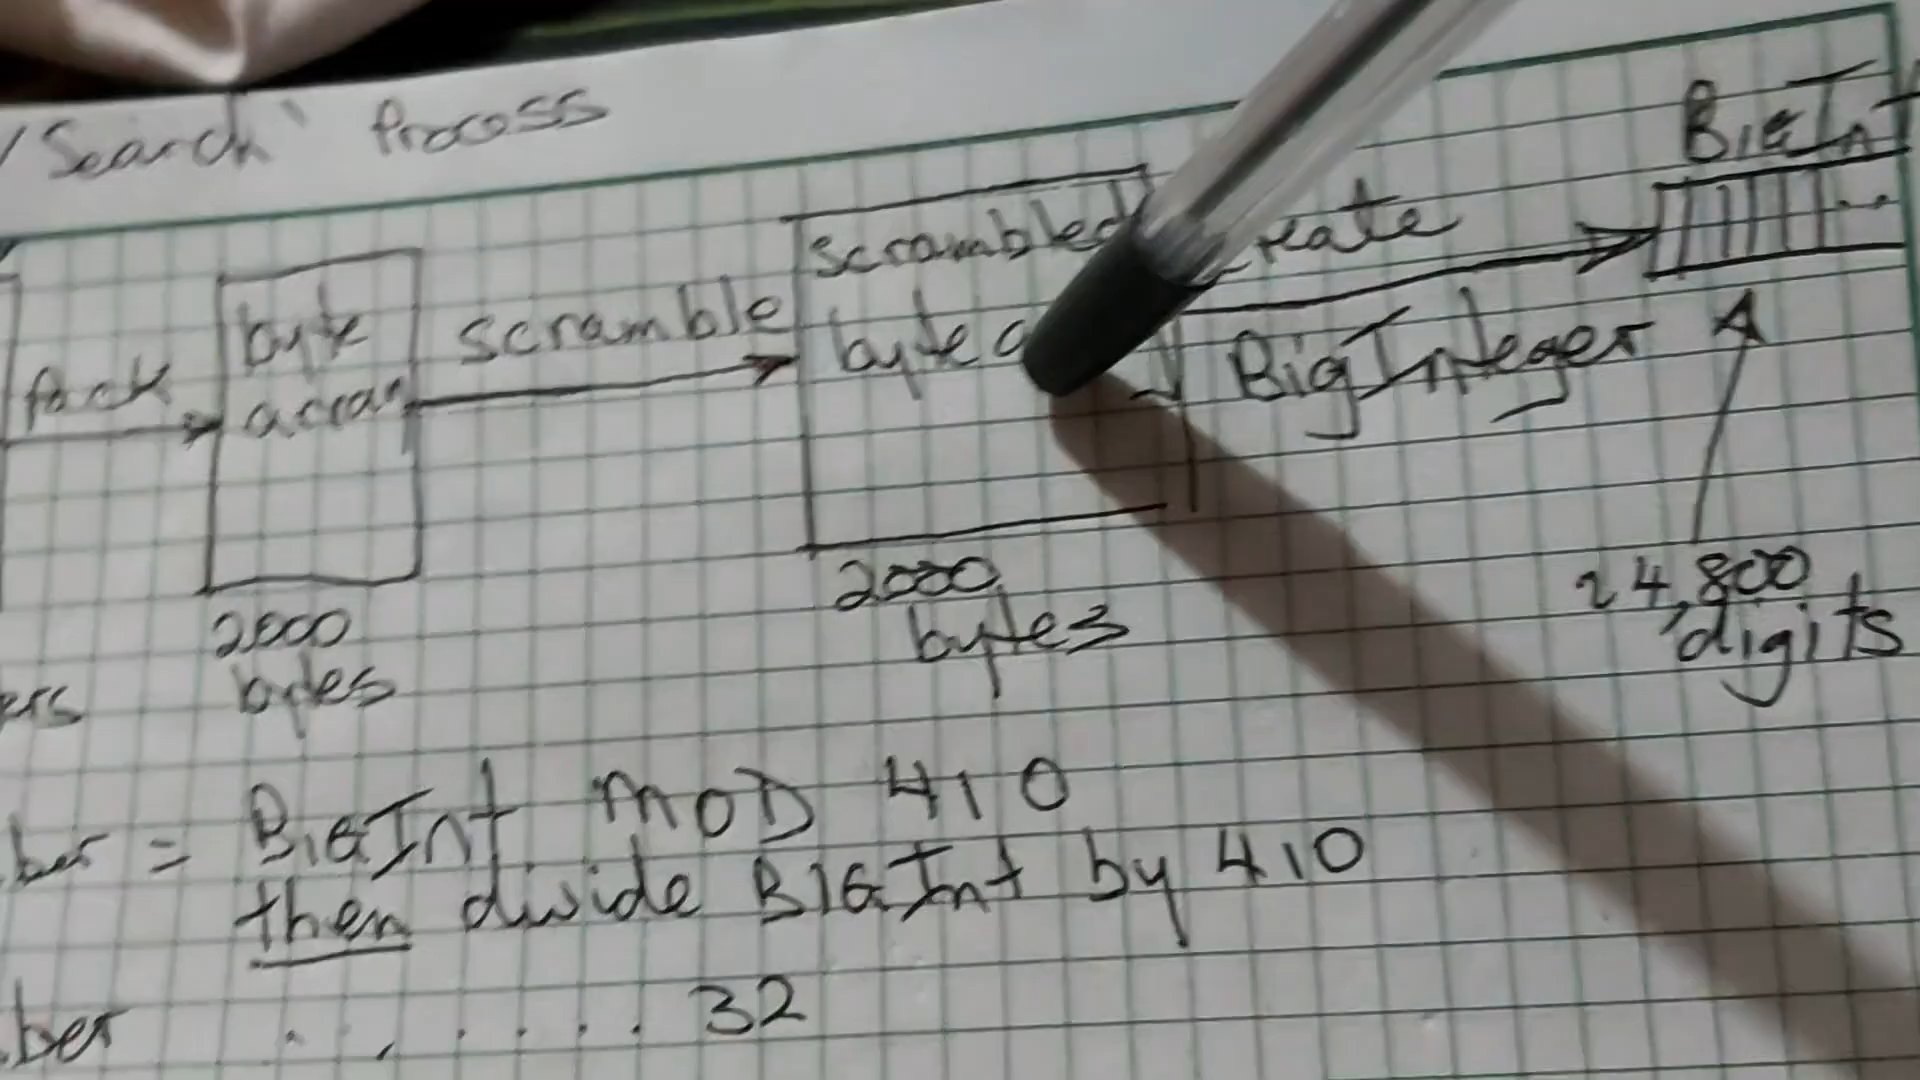 'Search' Process
pack
byte
array
scramble
scrambled
byte
BigInteger
BIGInt
2000
bytes
2000
bytes
24,800
digits
= BIGInt MOD 410
then divide BIGInt by 410
....... 32